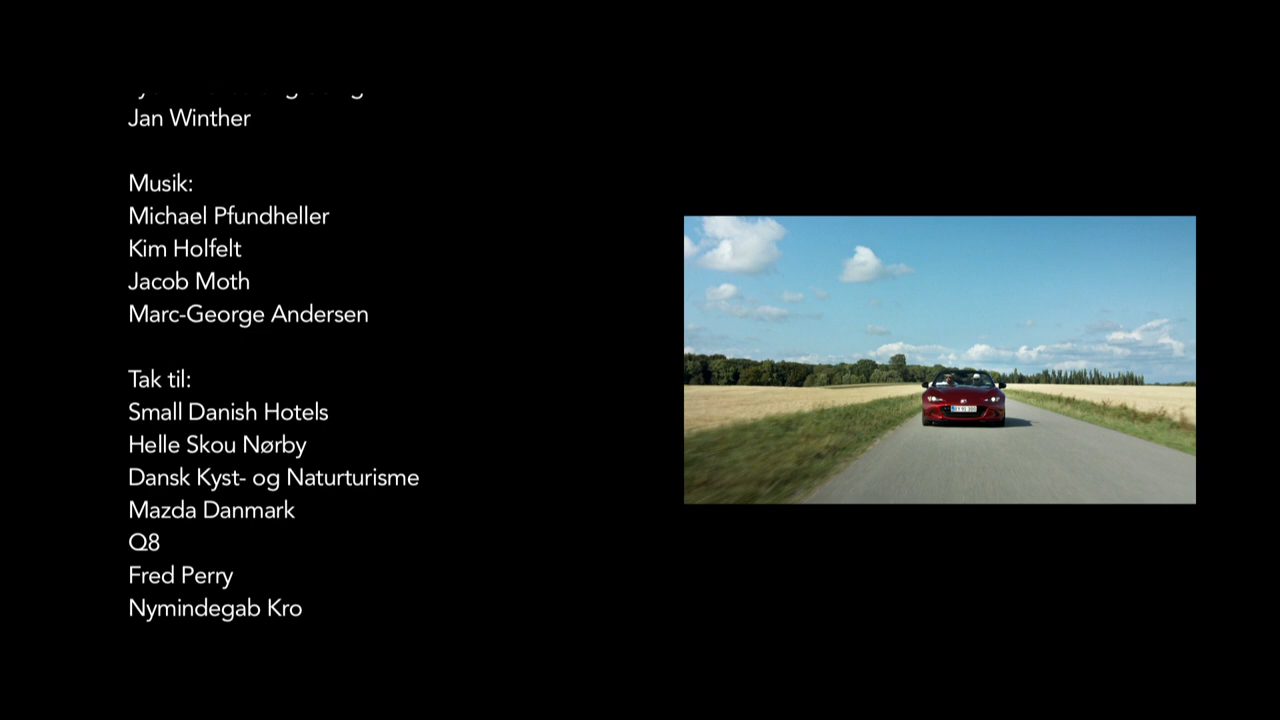 Jan Winther
Musik:
Michael Pfundheller
Kim Holfelt
Jacob Moth
Marc-George Andersen
Tak til:
Small Danish Hotels
Helle Skou Nørby
Dansk Kyst- og Naturturisme
Mazda Danmark
Q8
Fred Perry
Nymindegab Kro